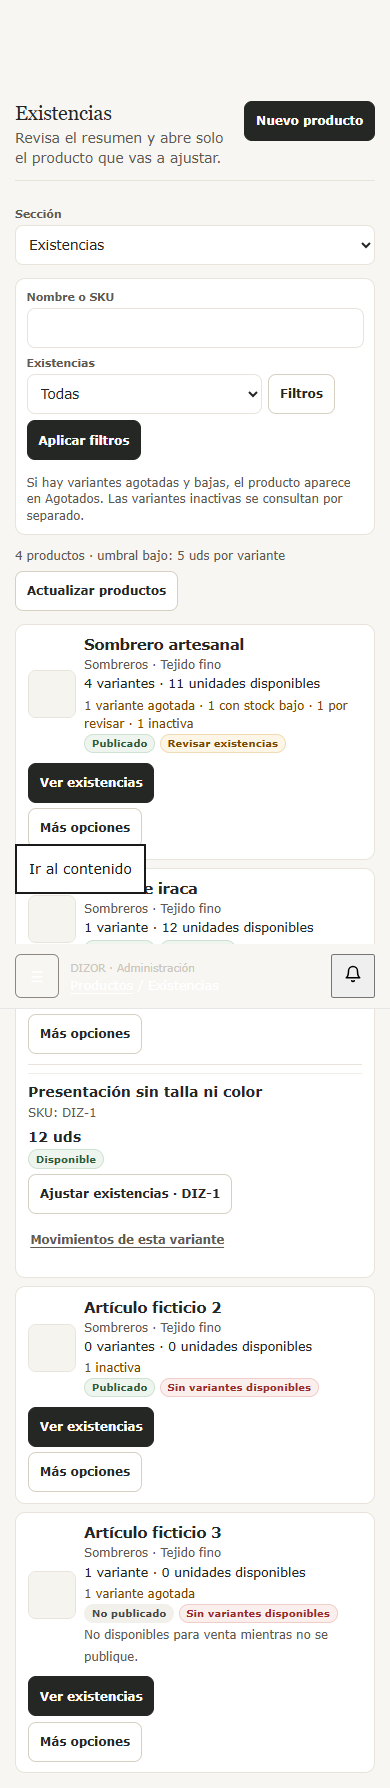 Existencias
Revisa el resumen y abre solo
el producto que vas a ajustar.
Nuevo producto
Sección
Existencias
Nombre o SKU
Existencias
Todas
Filtros
Aplicar filtros
Si hay variantes agotadas y bajas, el producto aparece
en Agotados. Las variantes inactivas se consultan por
separado.
4 productos · umbral bajo: 5 uds por variante
Actualizar productos
Sombrero artesanal
Sombreros · Tejido fino
4 variantes · 11 unidades disponibles
1 variante agotada · 1 con stock bajo · 1 por
revisar · 1 inactiva
Publicado
Revisar existencias
Ver existencias
Más opciones
Ir al contenido
e iraca
Sombreros · Tejido fino
1 variante · 12 unidades disponibles
DIZOR · Administración
Productos / Existencias
Más opciones
Presentación sin talla ni color
SKU: DIZ-1
12 uds
Disponible
Ajustar existencias · DIZ-1
Movimientos de esta variante
Artículo ficticio 2
Sombreros · Tejido fino
0 variantes · 0 unidades disponibles
1 inactiva
Publicado
Sin variantes disponibles
Ver existencias
Más opciones
Artículo ficticio 3
Sombreros · Tejido fino
1 variante · 0 unidades disponibles
1 variante agotada
No publicado
Sin variantes disponibles
No disponibles para venta mientras no se
publique.
Ver existencias
Más opciones